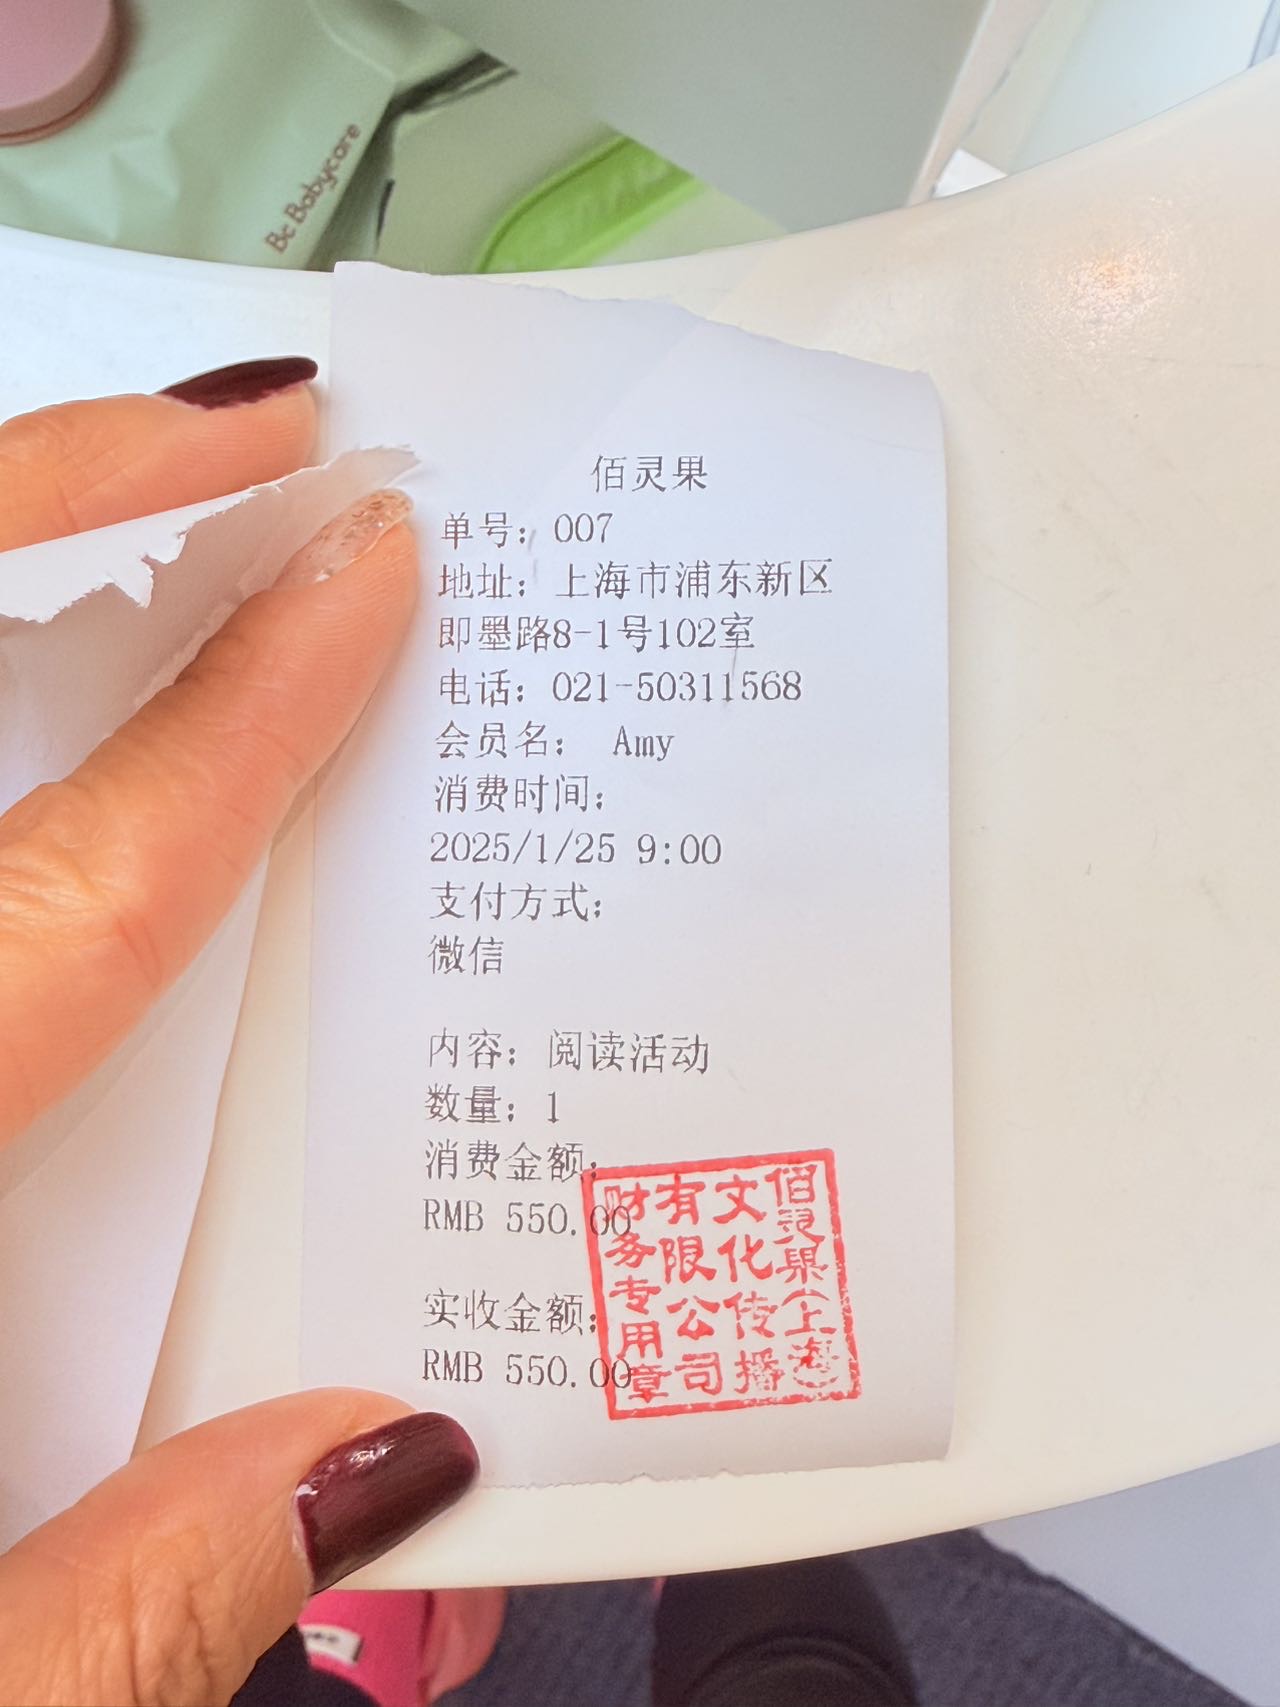 Bc Babycare
佰灵果
单号：007
地址：上海市浦东新区
即墨路8-1号102室
电话：021-50311568
会员名： Amy
消费时间：
2025/1/25 9:00
支付方式：
微信
内容：阅读活动
数量：1
消费金额：
RMB 550.00
实收金额：
RMB 550.00
佰灵果（上海）
文化传播
有限公司
财务专用章